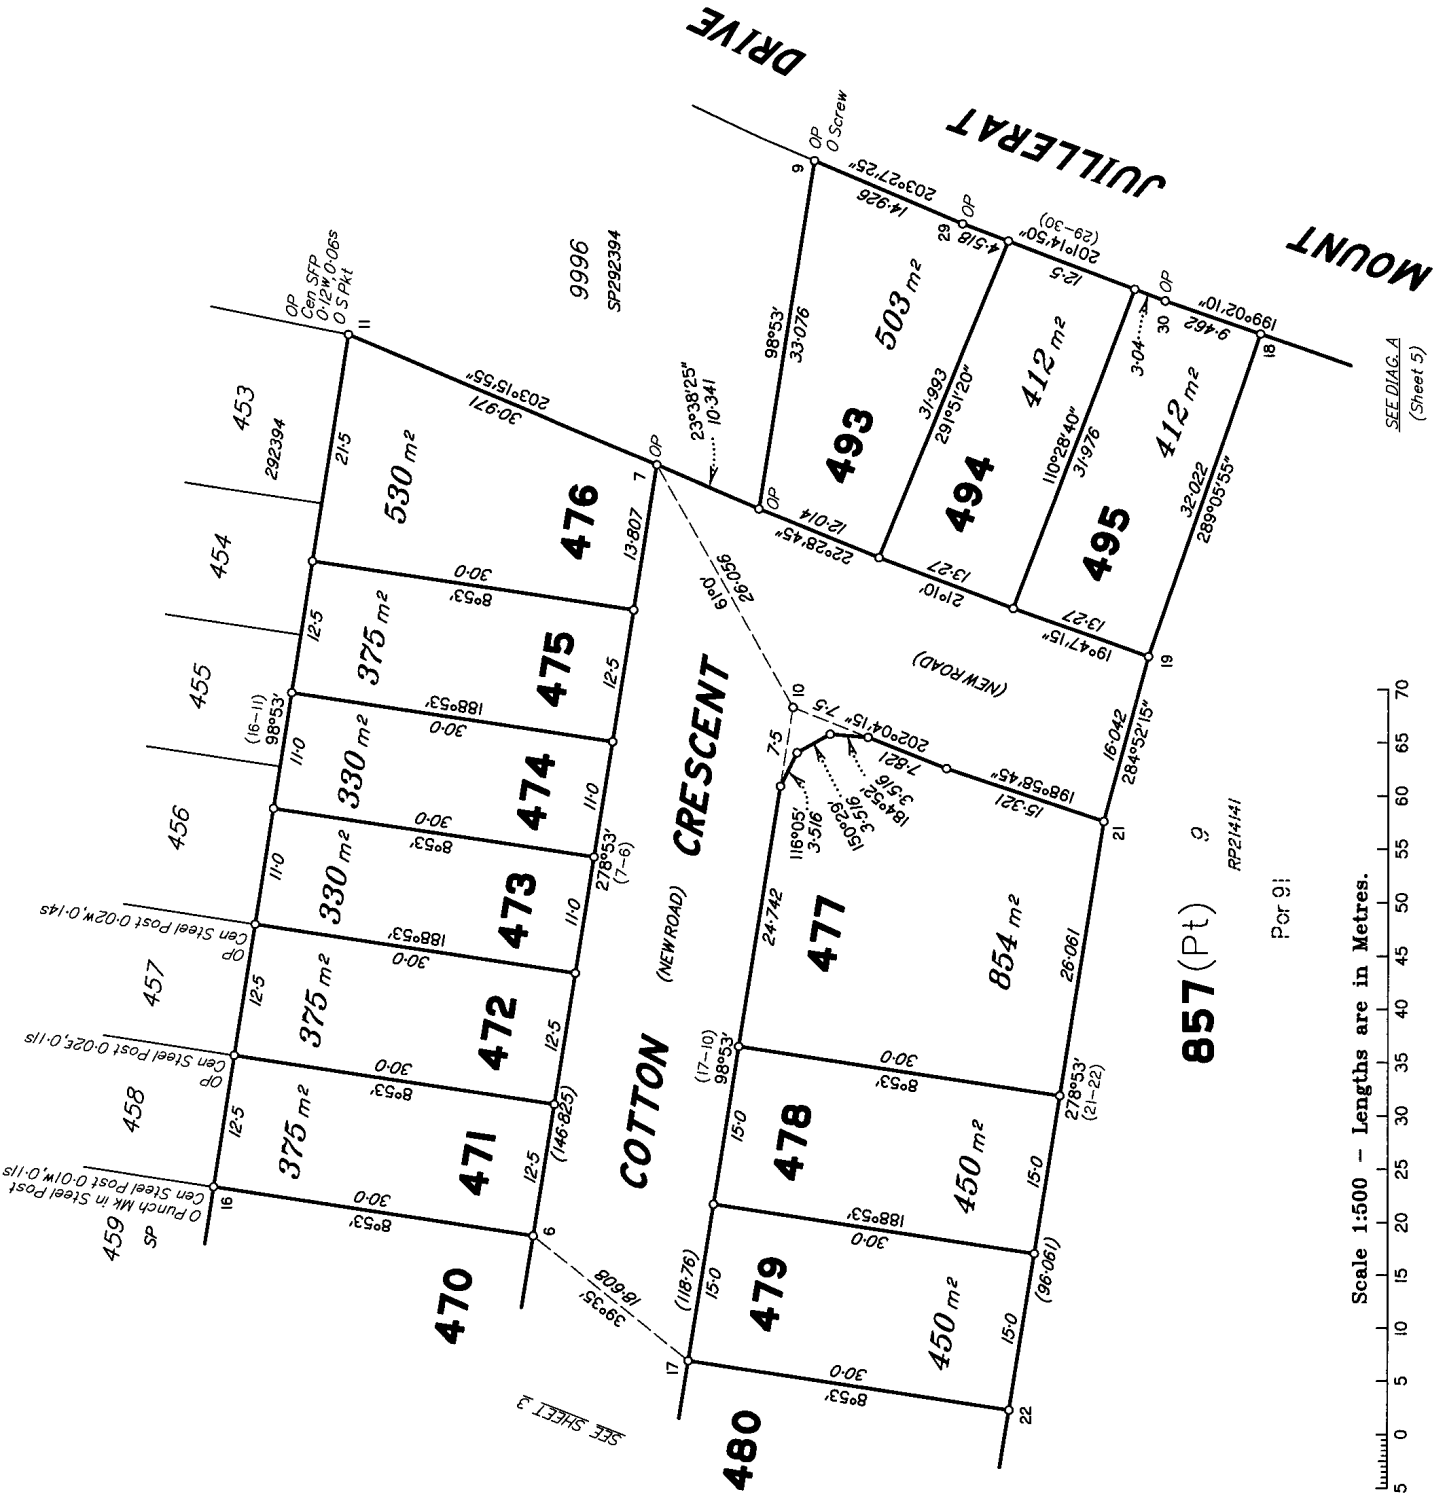 DRIVE
JUILLERAT
MOUNT
OP
O Screw
9
203°27'25"
14·926
OP
29
4·518
201°14'50"
(29-30)
12·5
OP
30
3·04
199°02'10"
9·462
18
SEE DIAG. A
(Sheet 5)
9996
SP292394
OP
Cen SFP
0·12W, 0·06S
O S Pkt
11
453
292394
454
455
456
457
458
459
SP
OP
Cen Steel Post 0·02W, 0·14S
OP
Cen Steel Post 0·02E, 0·11S
O Punch Mk in Steel Post
Cen Steel Post 0·01W, 0·11S
16
21·5
530 m²
203°15'55"
30·971
476
13·807
7
OP
23°38'25"
10·341
8°53'
30·0
12·5
375 m²
475
12·5
(16-11)
98°53'
188°53'
30·0
11·0
330 m²
474
11·0
8°53'
30·0
278°53'
(7-6)
11·0
330 m²
473
11·0
188°53'
30·0
12·5
375 m²
472
12·5
8°53'
30·0
(146·825)
12·5
375 m²
471
12·5
8°53'
30·0
6
470
98°53'
33·076
503 m²
493
OP
22°28'45"
12·014
31·993
291°51'20"
412 m²
494
21°10'
13·27
110°28'40"
31·976
412 m²
495
19°47'15"
13·27
32·022
289°05'55"
19
61°0'
26·056
10
COTTON CRESCENT
(NEW ROAD)
(NEW ROAD)
39°35'
18·608
17
SEE SHEET 3
7·5
7·5
202°04'15"
7·821
198°58'45"
15·321
116°05'
3·516
150°29'
3·516
184°52'
3·516
16·042
284°52'15"
21
24·742
477
854 m²
26·061
(17-10)
98°53'
8°53'
30·0
278°53'
(21-22)
15·0
478
450 m²
15·0
188°53'
30·0
(118·76)
15·0
479
450 m²
15·0
(96·061)
8°53'
30·0
22
480
857 (Pt)
9
RP214141
Por 91
Scale 1:500 – Lengths are in Metres.
5 0 5 10 15 20 25 30 35 40 45 50 55 60 65 70